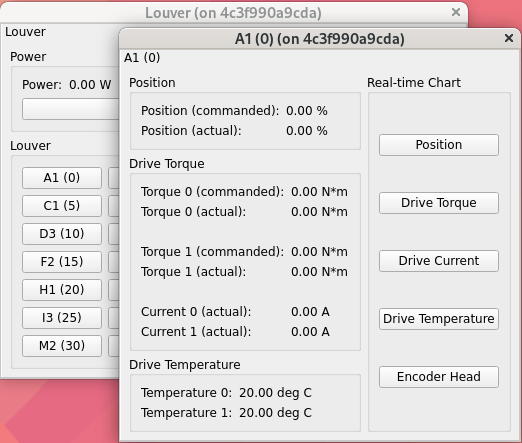 Louver (on 4c3f990a9cda)
Louver
Power
Power: 0.00 W
Louver
A1 (0)
C1 (5)
D3 (10)
F2 (15)
H1 (20)
I3 (25)
M2 (30)
A1 (0) (on 4c3f990a9cda)
A1 (0)
Position
Position (commanded): 0.00 %
Position (actual): 0.00 %
Drive Torque
Torque 0 (commanded): 0.00 N*m
Torque 0 (actual): 0.00 N*m
Torque 1 (commanded): 0.00 N*m
Torque 1 (actual): 0.00 N*m
Current 0 (actual): 0.00 A
Current 1 (actual): 0.00 A
Drive Temperature
Temperature 0: 20.00 deg C
Temperature 1: 20.00 deg C
Real-time Chart
Position
Drive Torque
Drive Current
Drive Temperature
Encoder Head